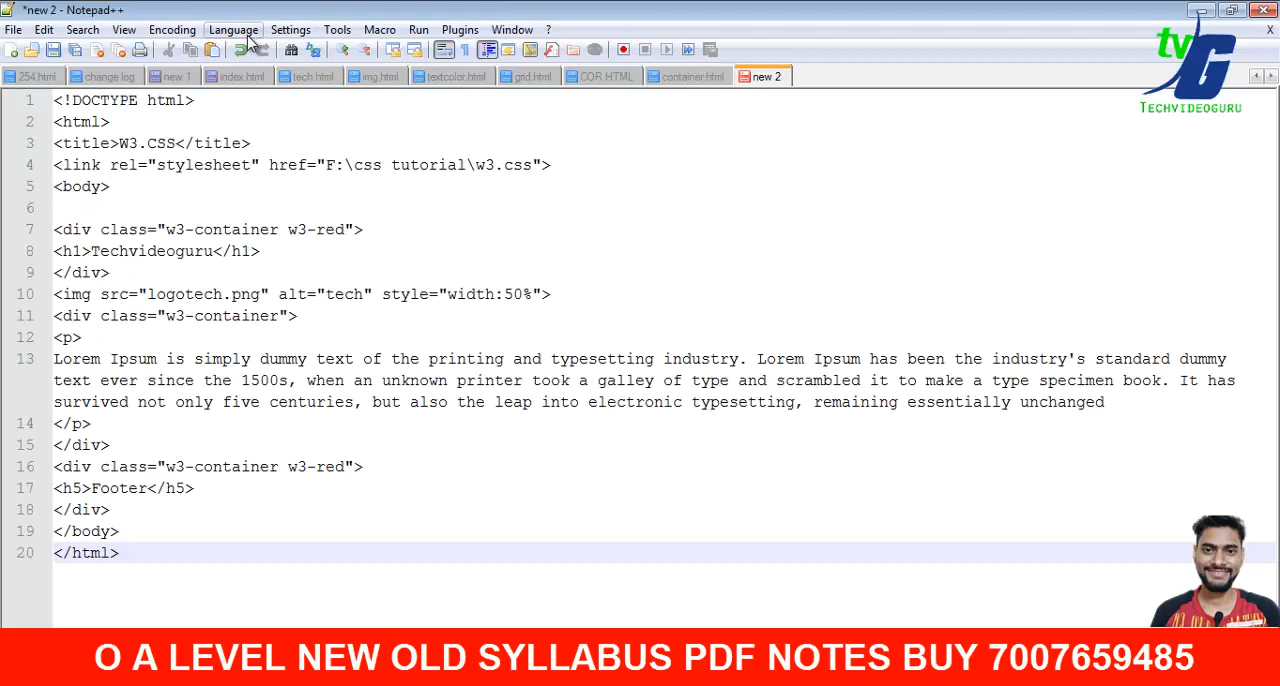 *new 2 - Notepad++
File Edit Search View Encoding Language Settings Tools Macro Run Plugins Window ? X
254.html change log new 1 index.html tech.html img.html textcolor.html grid.html COR.HTML container.html new 2
tvG
TECHVIDEOGURU
1 <!DOCTYPE html>
2 <html>
3 <title>W3.CSS</title>
4 <link rel="stylesheet" href="F:\css tutorial\w3.css">
5 <body>
6
7 <div class="w3-container w3-red">
8 <h1>Techvideoguru</h1>
9 </div>
10 <img src="logotech.png" alt="tech" style="width:50%">
11 <div class="w3-container">
12 <p>
13 Lorem Ipsum is simply dummy text of the printing and typesetting industry. Lorem Ipsum has been the industry's standard dummy
text ever since the 1500s, when an unknown printer took a galley of type and scrambled it to make a type specimen book. It has
survived not only five centuries, but also the leap into electronic typesetting, remaining essentially unchanged
14 </p>
15 </div>
16 <div class="w3-container w3-red">
17 <h5>Footer</h5>
18 </div>
19 </body>
20 </html>
O A LEVEL NEW OLD SYLLABUS PDF NOTES BUY 7007659485